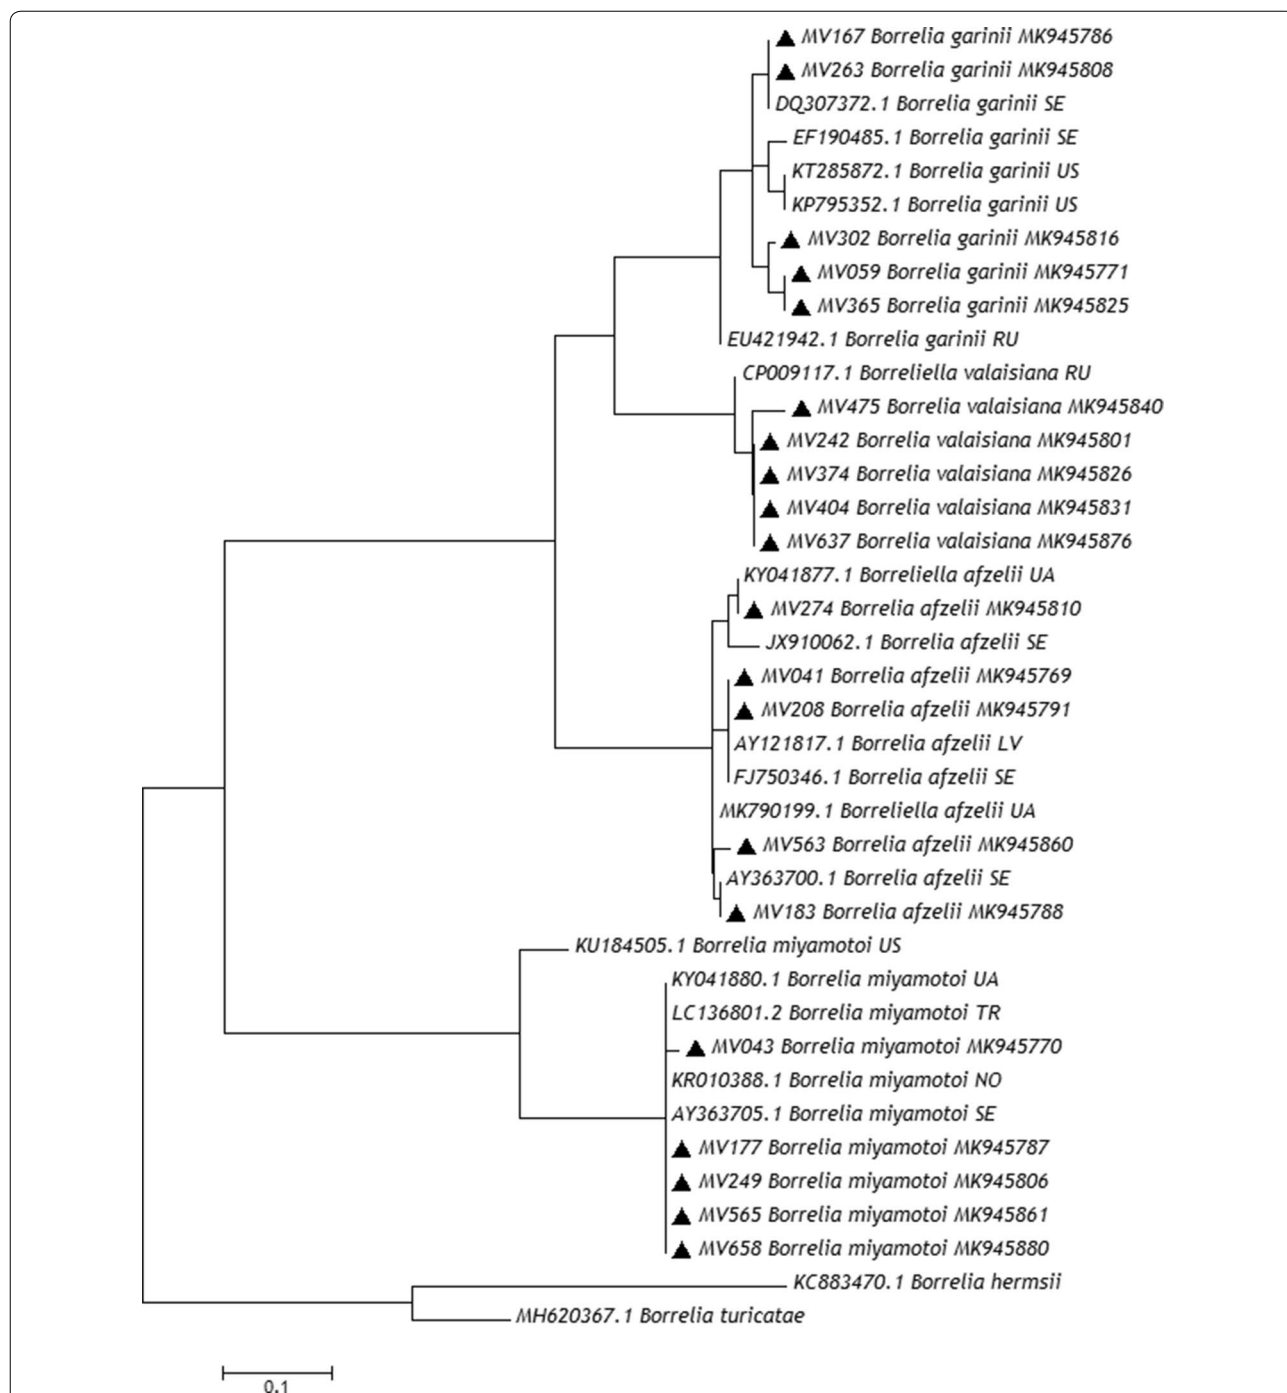 MV167 Borrelia garinii MK945786
MV263 Borrelia garinii MK945808
DQ307372.1 Borrelia garinii SE
EF190485.1 Borrelia garinii SE
KT285872.1 Borrelia garinii US
KP795352.1 Borrelia garinii US
MV302 Borrelia garinii MK945816
MV059 Borrelia garinii MK945771
MV365 Borrelia garinii MK945825
EU421942.1 Borrelia garinii RU
CP009117.1 Borreliella valaisiana RU
MV475 Borrelia valaisiana MK945840
MV242 Borrelia valaisiana MK945801
MV374 Borrelia valaisiana MK945826
MV404 Borrelia valaisiana MK945831
MV637 Borrelia valaisiana MK945876
KY041877.1 Borreliella afzelii UA
MV274 Borrelia afzelii MK945810
JX910062.1 Borrelia afzelii SE
MV041 Borrelia afzelii MK945769
MV208 Borrelia afzelii MK945791
AY121817.1 Borrelia afzelii LV
FJ750346.1 Borrelia afzelii SE
MK790199.1 Borreliella afzelii UA
MV563 Borrelia afzelii MK945860
AY363700.1 Borrelia afzelii SE
MV183 Borrelia afzelii MK945788
KU184505.1 Borrelia miyamotoi US
KY041880.1 Borrelia miyamotoi UA
LC136801.2 Borrelia miyamotoi TR
MV043 Borrelia miyamotoi MK945770
KR010388.1 Borrelia miyamotoi NO
AY363705.1 Borrelia miyamotoi SE
MV177 Borrelia miyamotoi MK945787
MV249 Borrelia miyamotoi MK945806
MV565 Borrelia miyamotoi MK945861
MV658 Borrelia miyamotoi MK945880
KC883470.1 Borrelia hermsii
MH620367.1 Borrelia turicatae
0.1